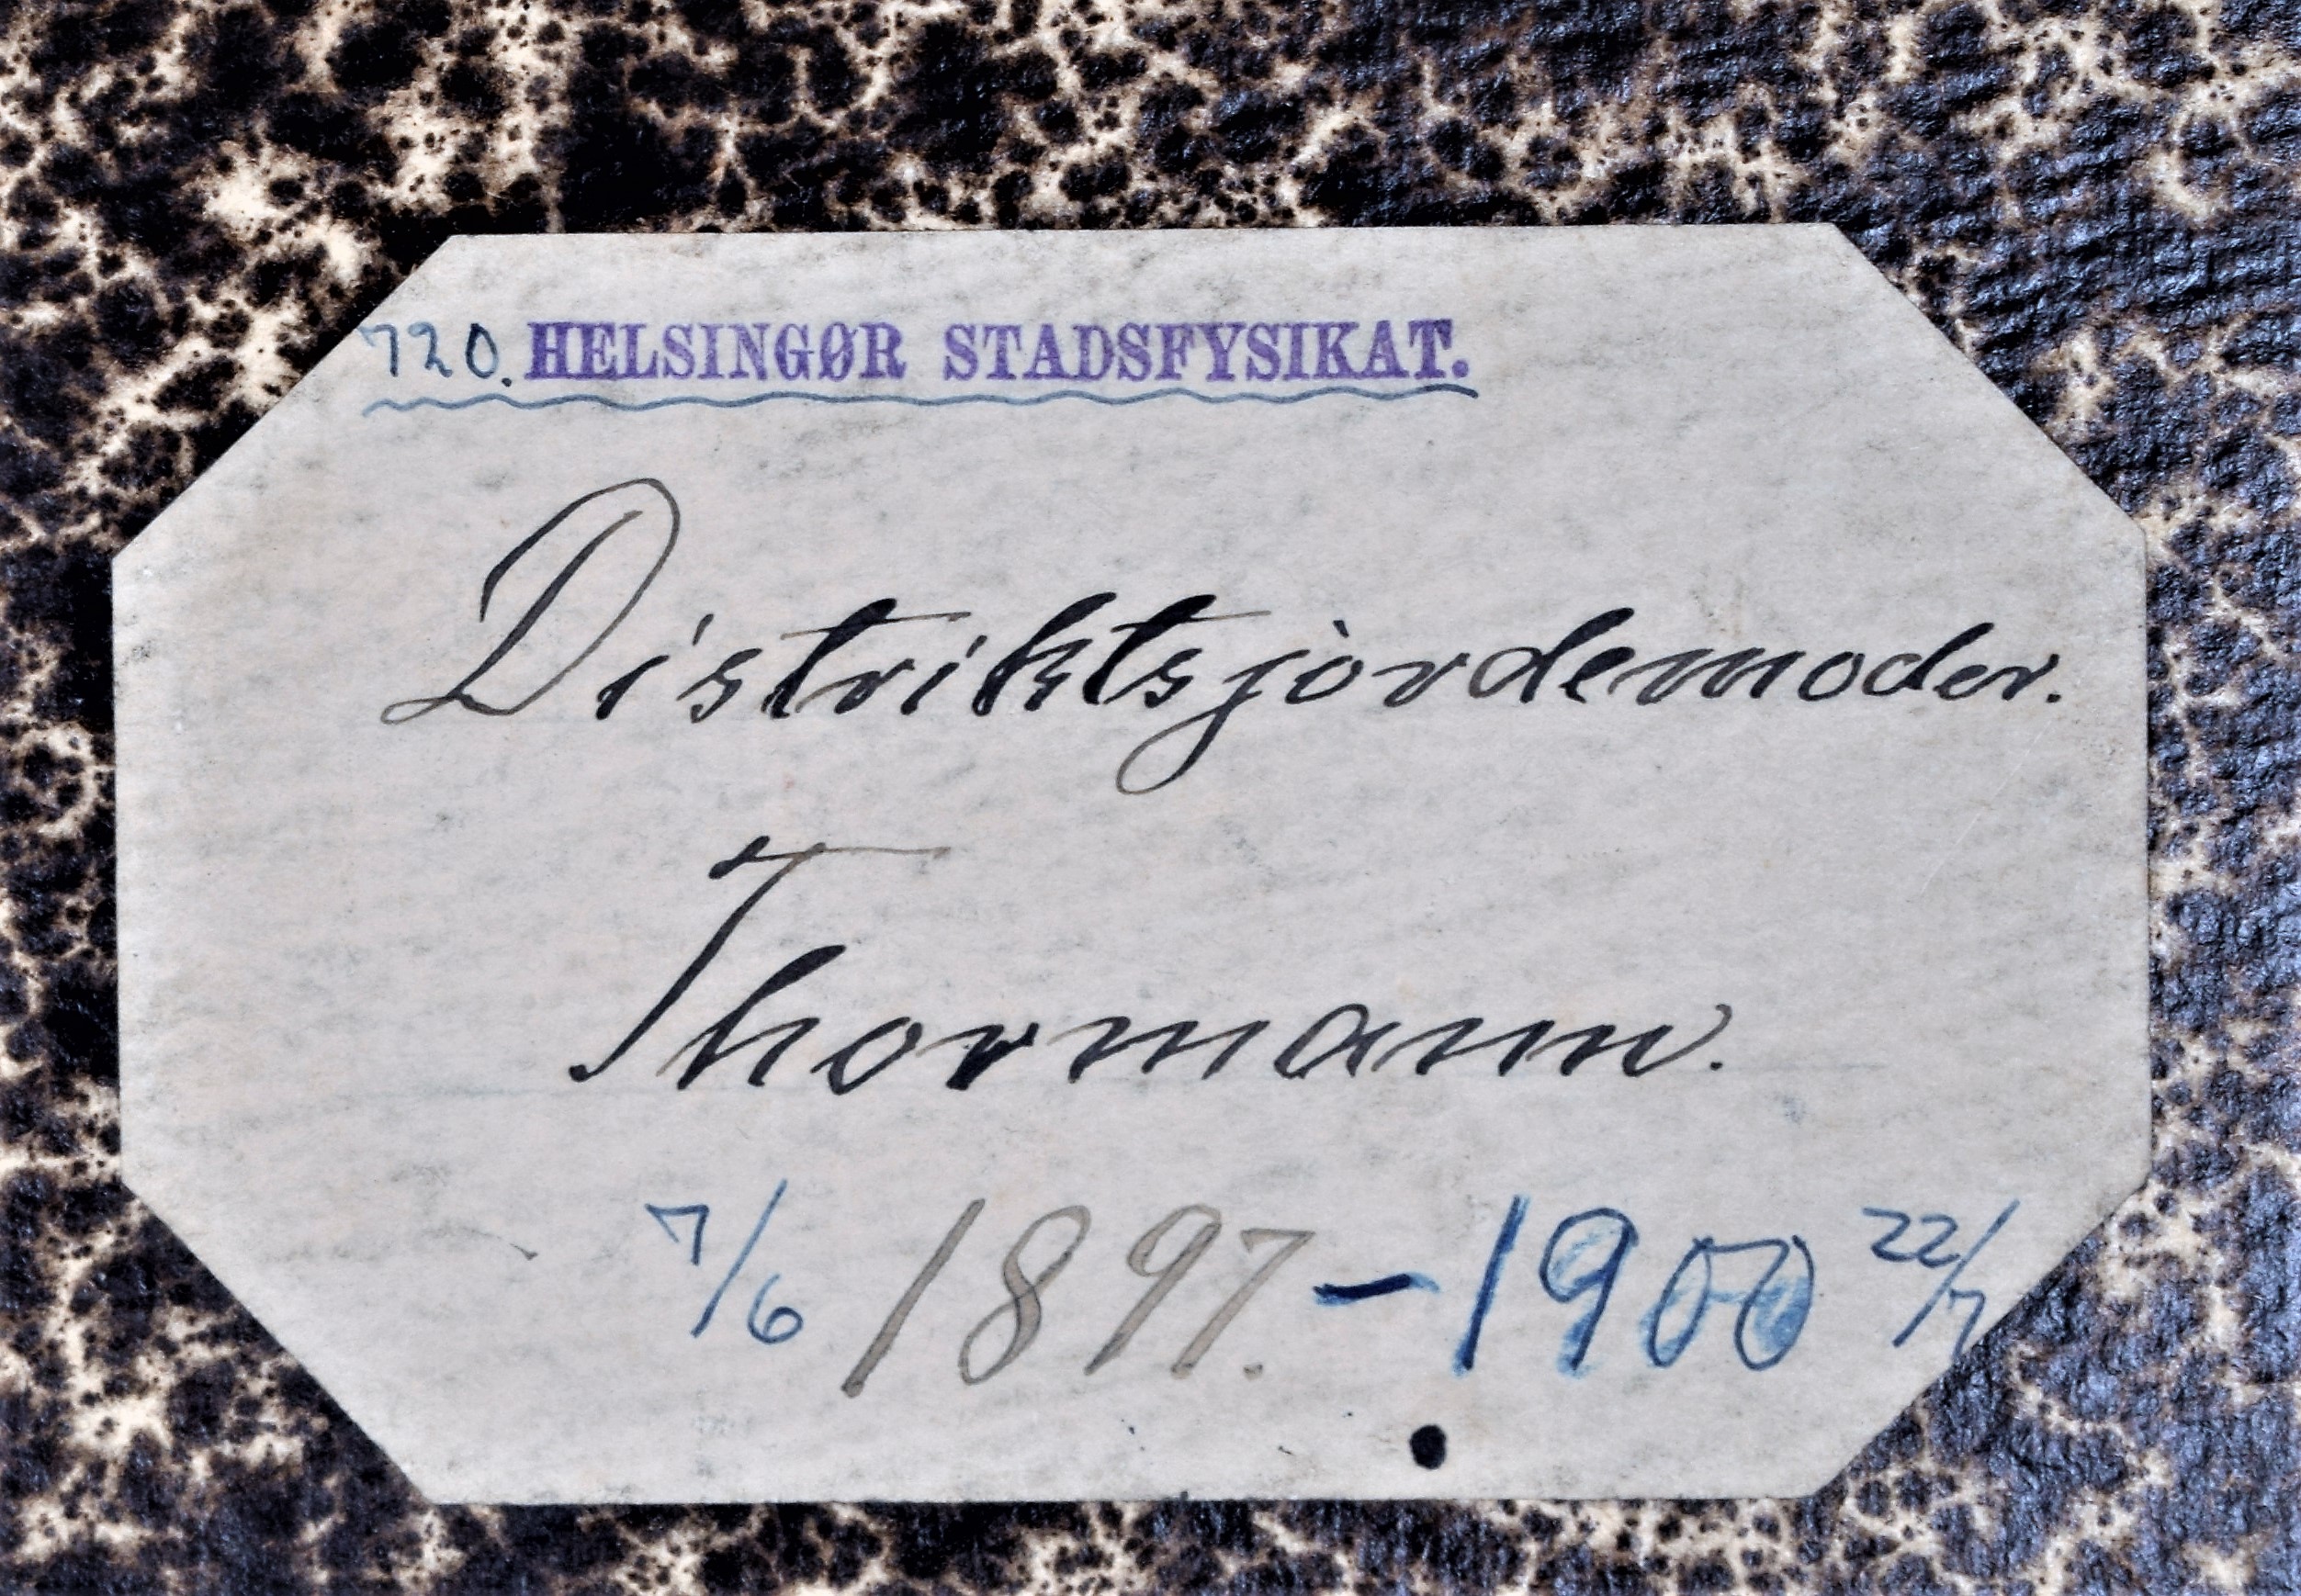 720. HELSINGØR STADSFYSIKAT.
Distriktsjordemoder.
Thormann.
7/6 1897. - 1900 22/7